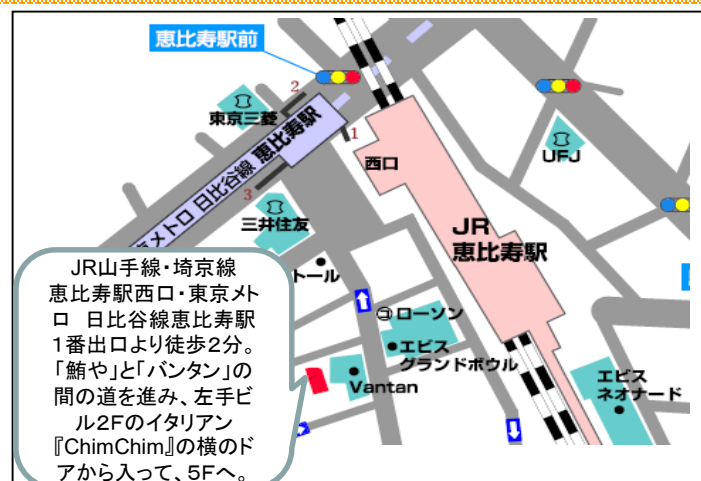 恵比寿駅前
2
東京三菱
1
西口
UFJ
メトロ 日比谷線 恵比寿駅
3
三井住友
JR
恵比寿駅
トール
ローソン
エビス
グランドボウル
Vantan
エビス
ネオナード
JR山手線・埼京線
恵比寿駅西口・東京メト
ロ 日比谷線恵比寿駅
1番出口より徒歩2分。
「鮪や」と「バンタン」の
間の道を進み、左手ビ
ル2Fのイタリアン
『ChimChim』の横のド
アから入って、5Fへ。